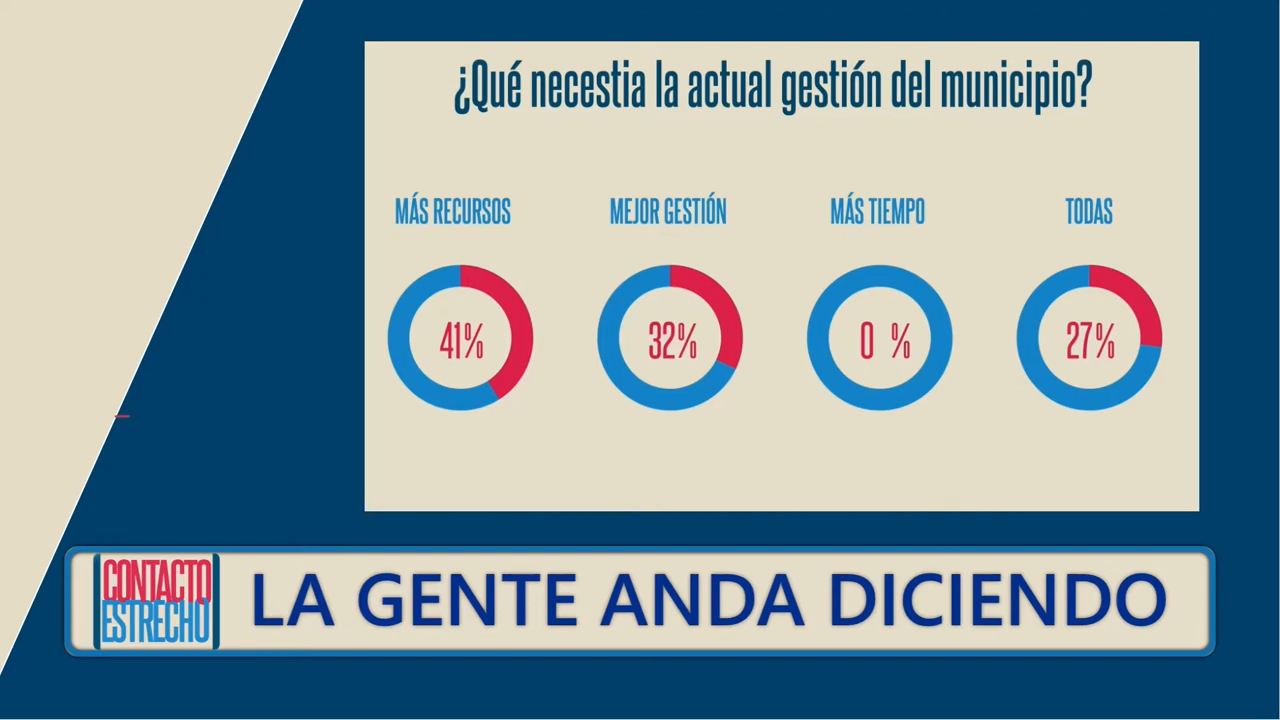 ¿Qué necestia la actual gestión del municipio?
MÁS RECURSOS
MEJOR GESTIÓN
MÁS TIEMPO
TODAS
41%
32%
0 %
27%
CONTACTO
ESTRECHO
LA GENTE ANDA DICIENDO